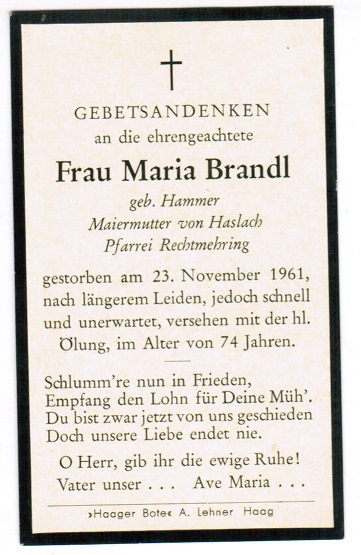 GEBETSANDENKEN
an die ehrengeachtete
Frau Maria Brandl
geb. Hammer
Maiermutter von Haslach
Pfarrei Rechtmehring
gestorben am 23. November 1961,
nach längerem Leiden, jedoch schnell
und unerwartet, versehen mit der hl.
Ölung, im Alter von 74 Jahren.
Schlumm're nun in Frieden,
Empfang den Lohn für Deine Müh'.
Du bist zwar jetzt von uns geschieden
Doch unsere Liebe endet nie.
O Herr, gib ihr die ewige Ruhe!
Vater unser . . . Ave Maria . . .
»Haager Bote« A. Lehner Haag